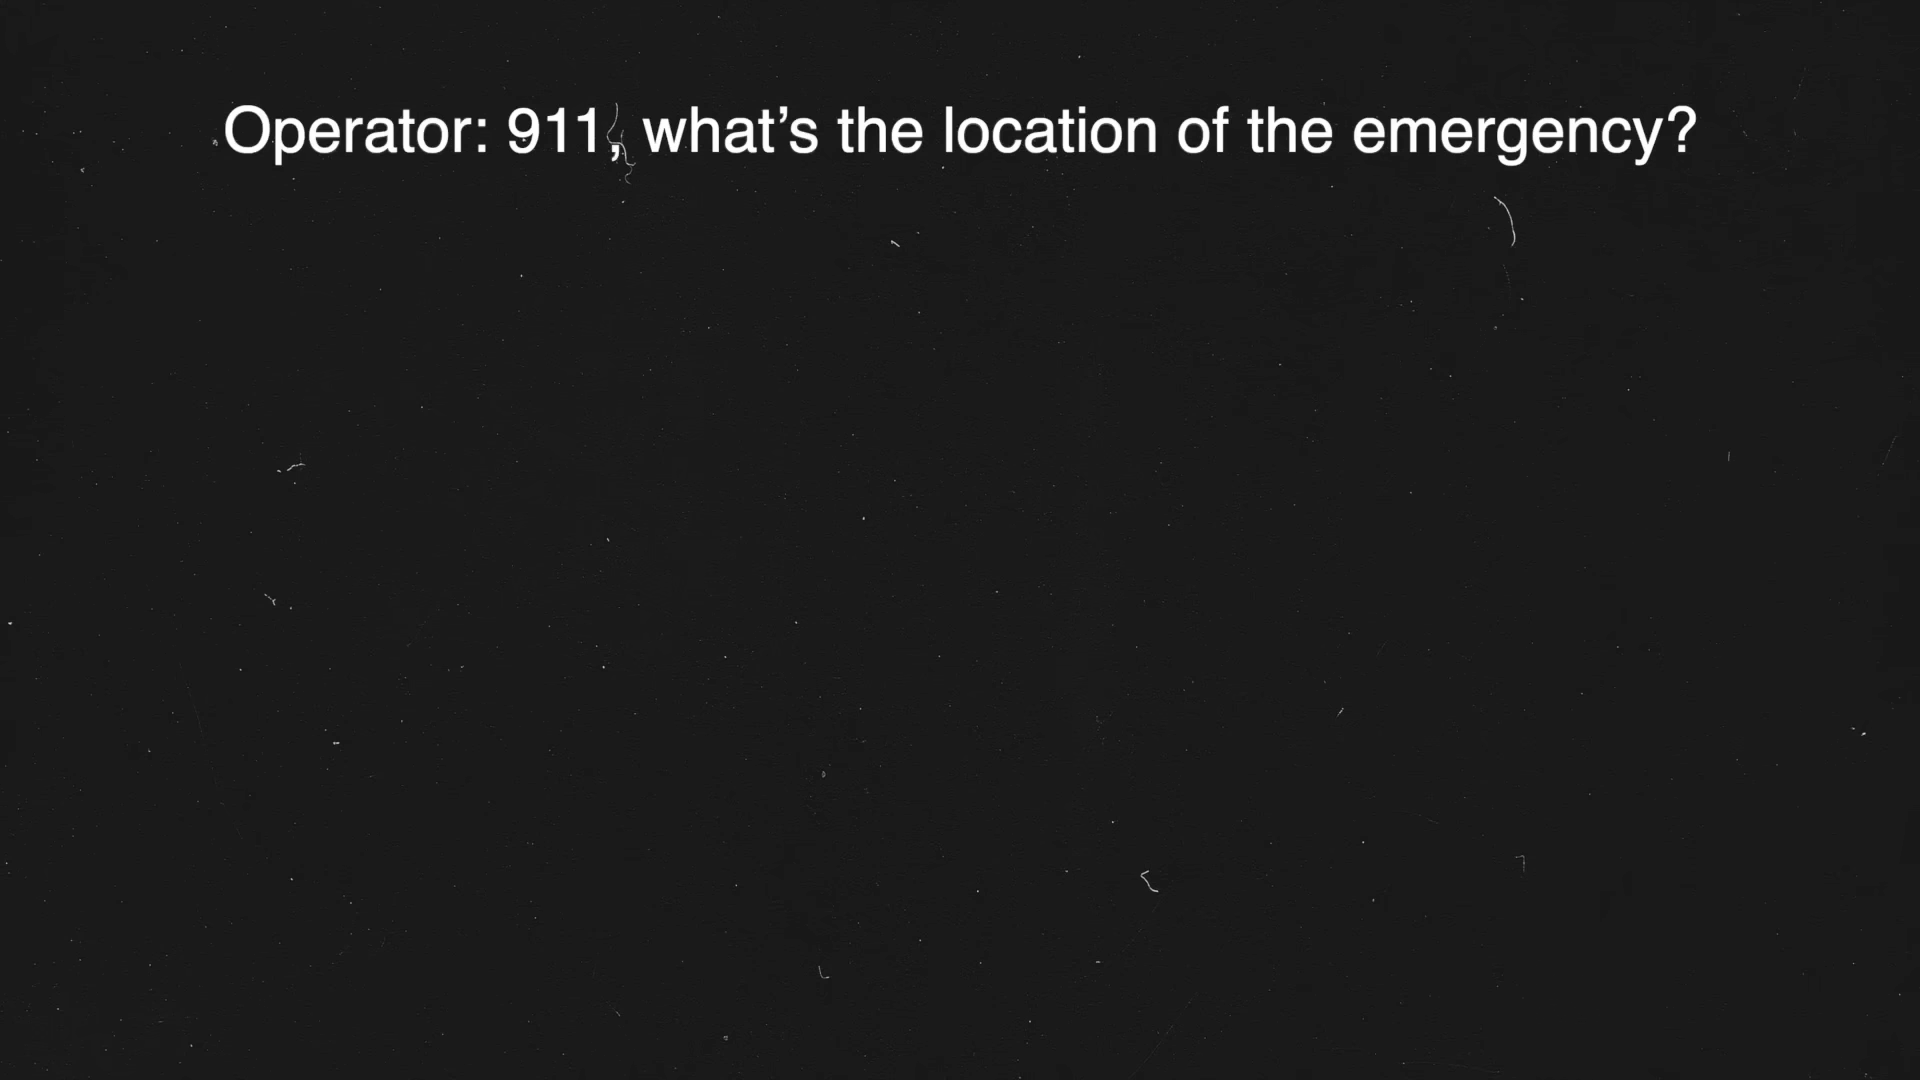 Operator: 911, what’s the location of the emergency?